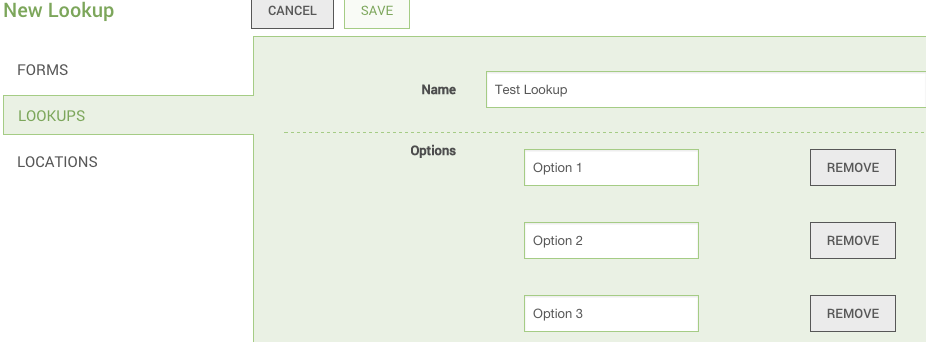 New Lookup
CANCEL
SAVE
FORMS
LOOKUPS
LOCATIONS
Name
Test Lookup
Options
Option 1
REMOVE
Option 2
REMOVE
Option 3
REMOVE